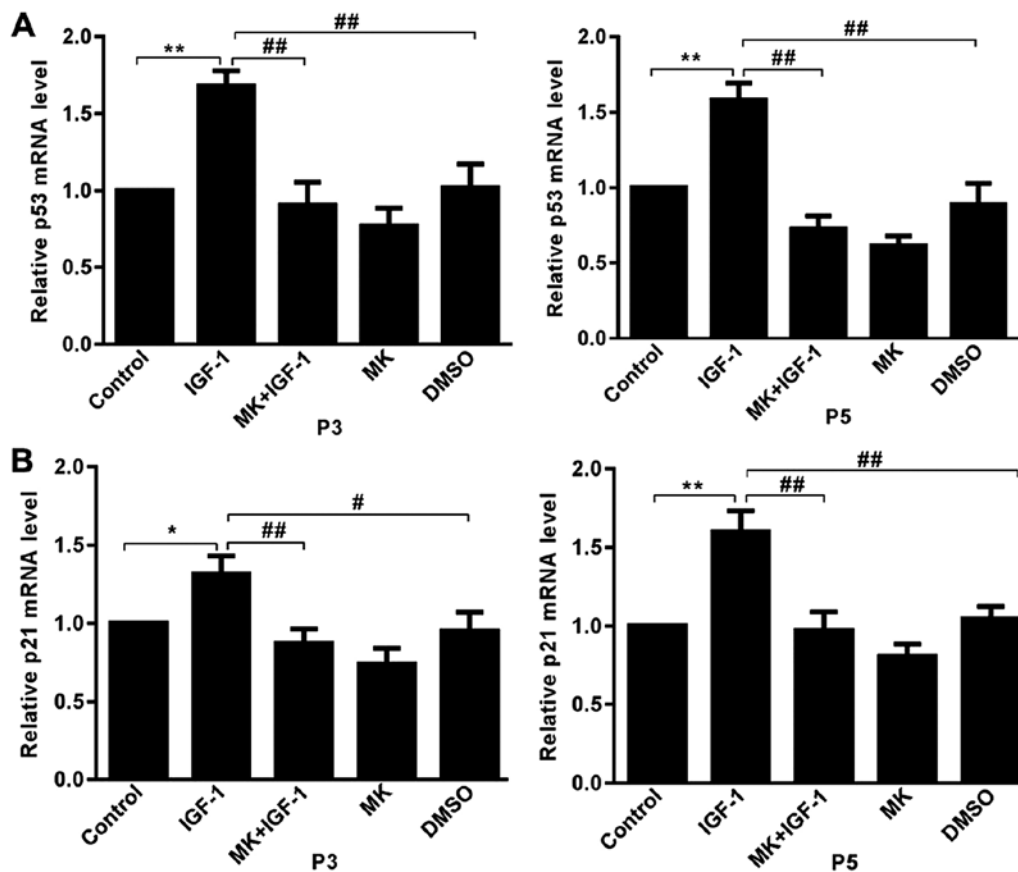 A
Relative p53 mRNA level
2.0
1.5
1.0
0.5
0.0
**
##
##
Control
IGF-1
MK+IGF-1
MK
DMSO
P3
Relative p53 mRNA level
2.0
1.5
1.0
0.5
0.0
**
##
##
Control
IGF-1
MK+IGF-1
MK
DMSO
P5
B
Relative p21 mRNA level
2.0
1.5
1.0
0.5
0.0
*
##
#
Control
IGF-1
MK+IGF-1
MK
DMSO
P3
Relative p21 mRNA level
2.0
1.5
1.0
0.5
0.0
**
##
##
Control
IGF-1
MK+IGF-1
MK
DMSO
P5